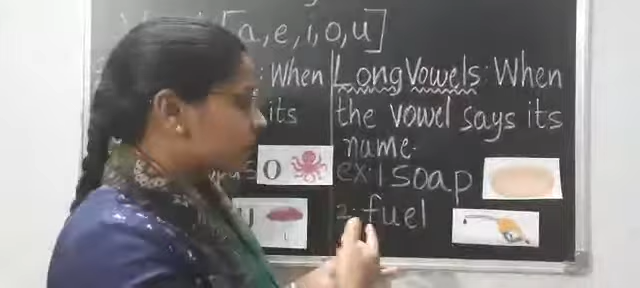 [a, e, i, o, u]
: When
its
o
u
Long Vowels: When
the vowel says its
name.
ex: 1 soap
2. fuel